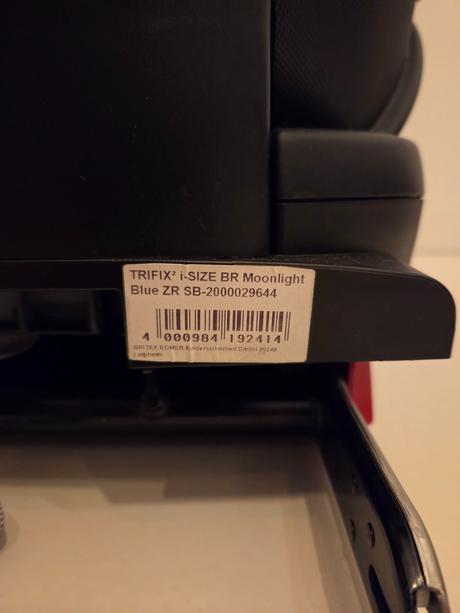 TRIFIX² i-SIZE BR Moonlight
Blue ZR SB-2000029644
4 000984 192414
BRITAX RÖMER Kindersicherheit GmbH 89340
Leipheim